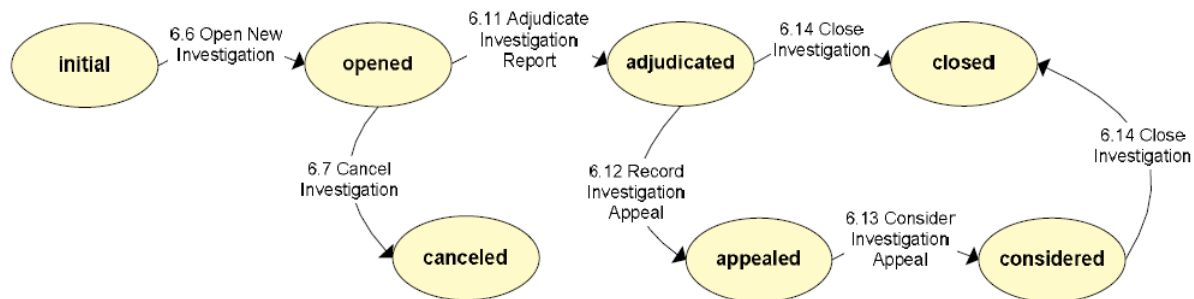 initial
6.6 Open New
Investigation
opened
6.11 Adjudicate
Investigation
Report
adjudicated
6.14 Close
Investigation
closed
6.7 Cancel
Investigation
canceled
6.12 Record
Investigation
Appeal
appealed
6.13 Consider
Investigation
Appeal
considered
6.14 Close
Investigation